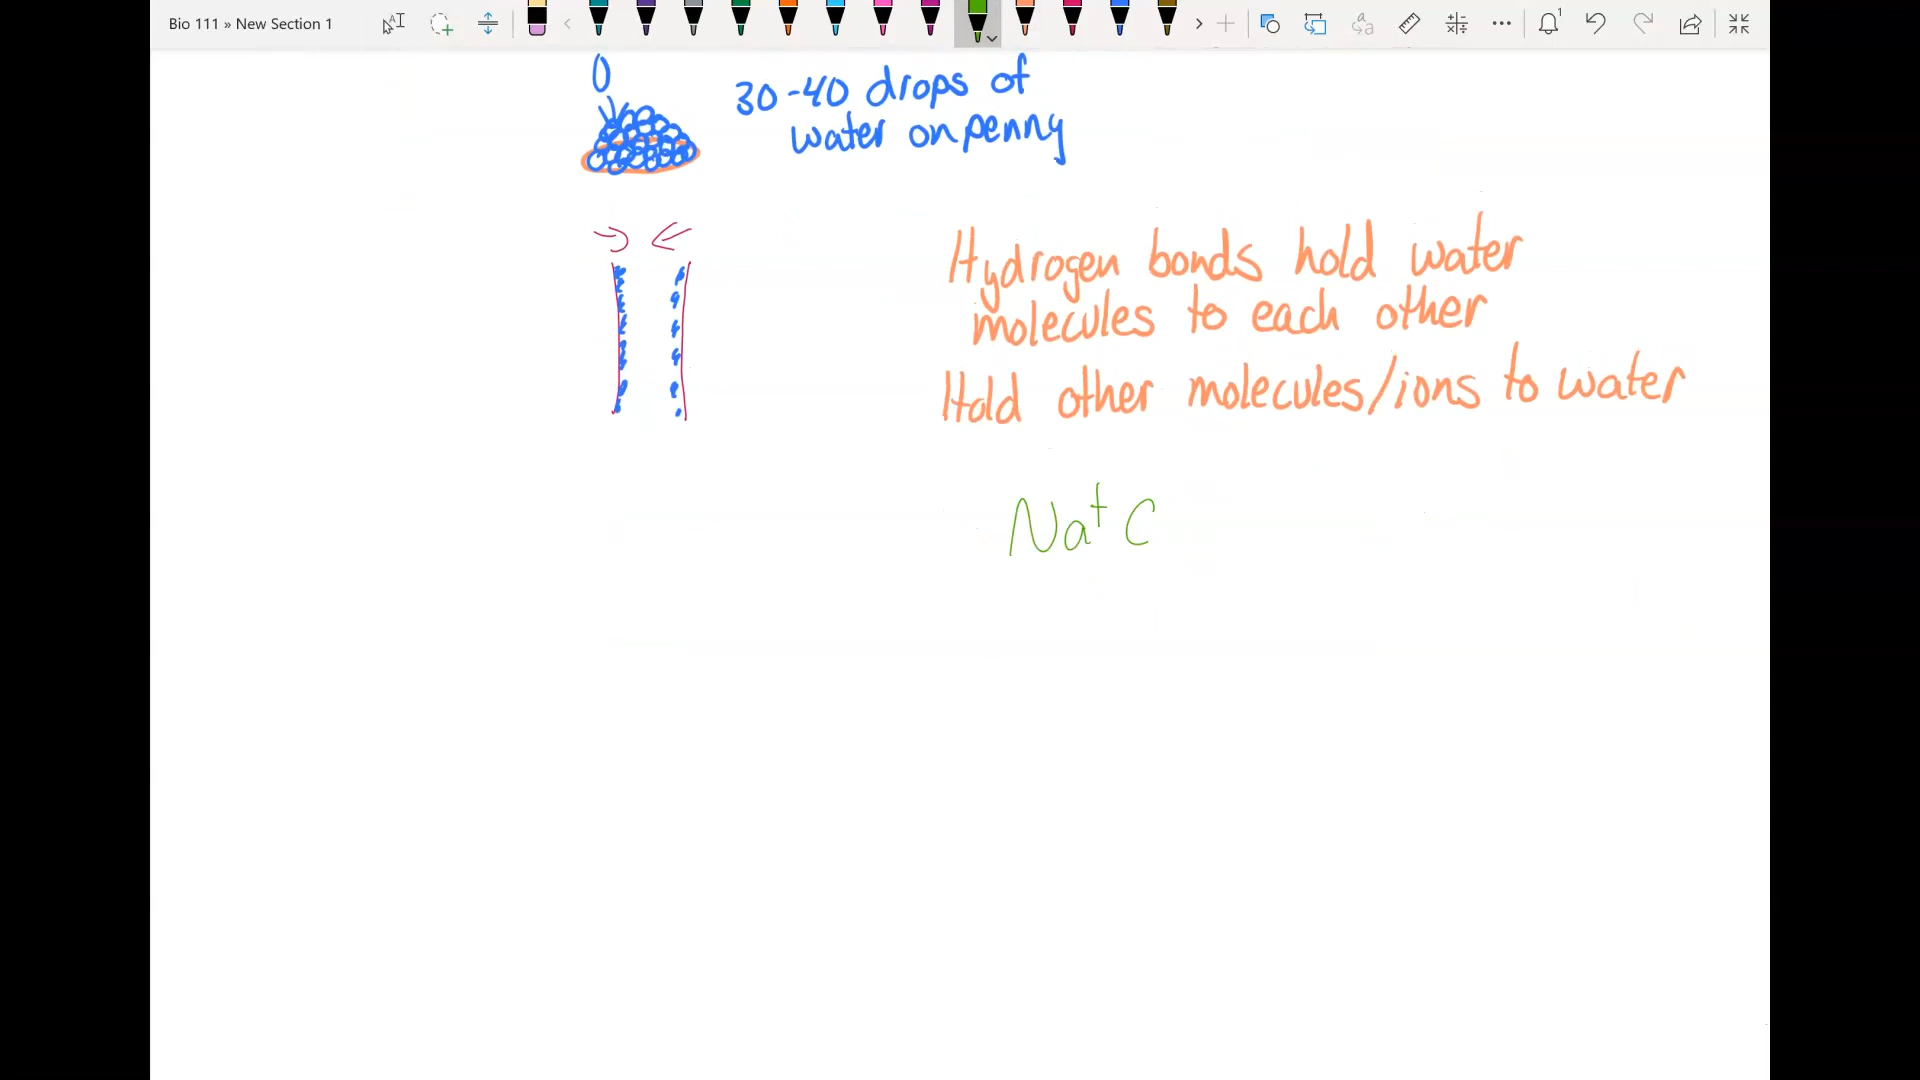 Bio 111 » New Section 1
30-40 drops of
water on penny
Hydrogen bonds hold water
molecules to each other
Hold other molecules/ions to water
Na+ C